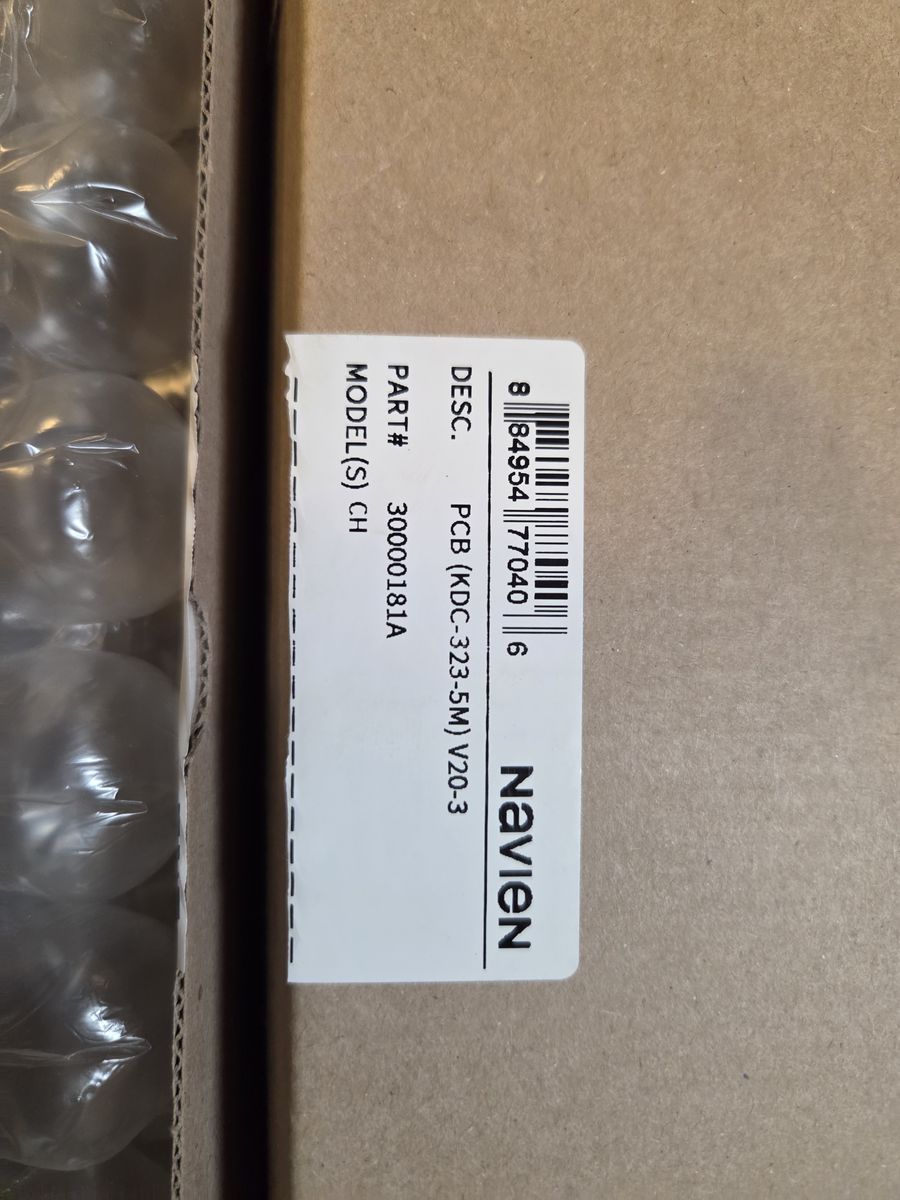 8 84954 77040 6
NAVIEN
DESC. PCB (KDC-323-5M) V20-3
PART# 30000181A
MODEL(S) CH